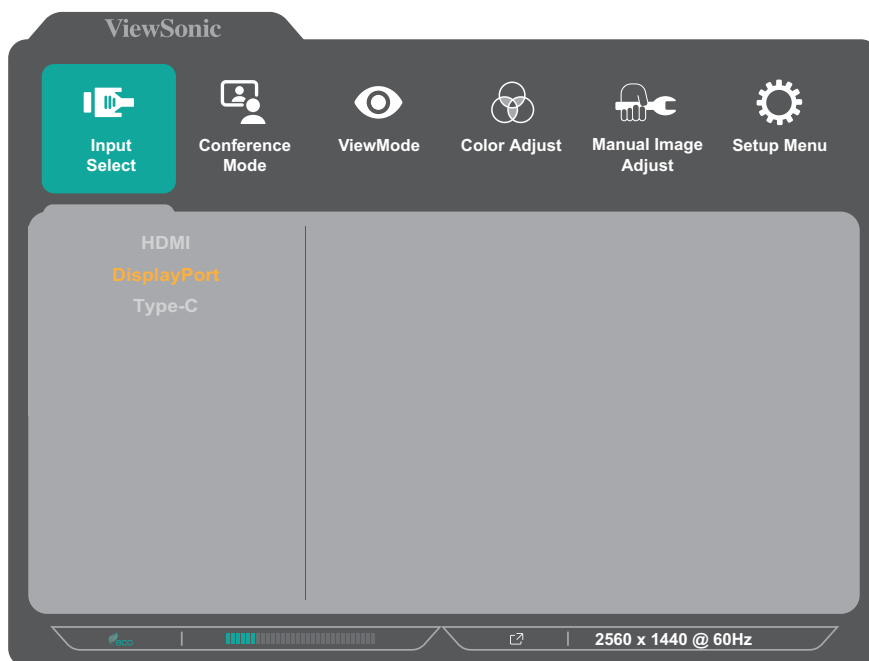 ViewSonic
Input
Select
Conference
Mode
ViewMode
Color Adjust
Manual Image
Adjust
Setup Menu
HDMI
DisplayPort
Type-C
eco
2560 x 1440 @ 60Hz